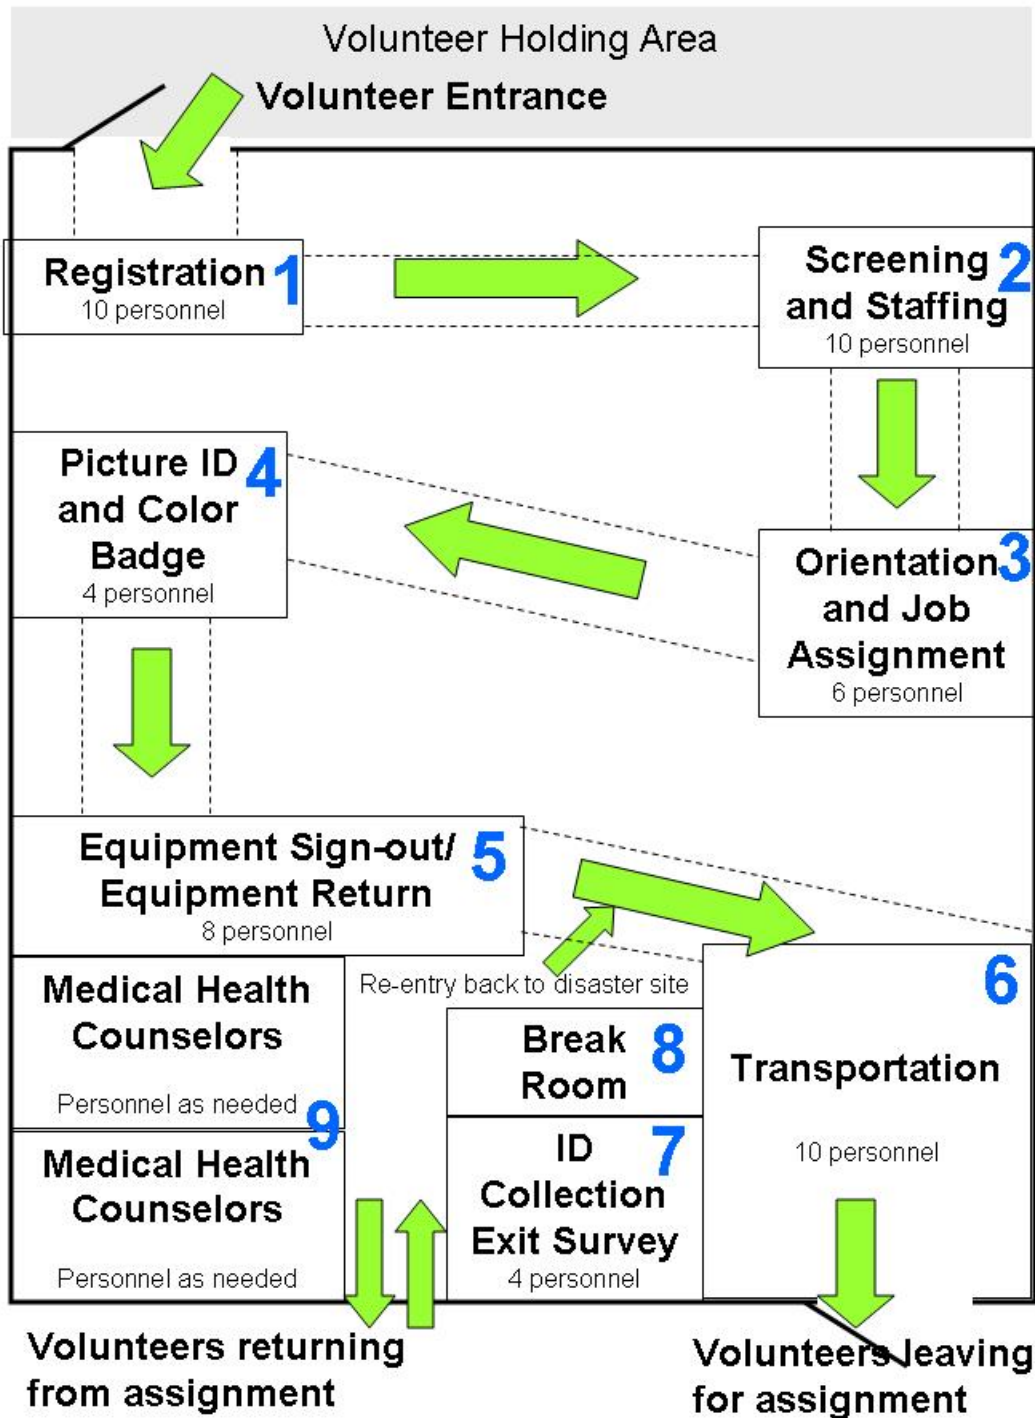 Volunteer Holding Area
Volunteer Entrance
Registration 1
10 personnel
Screening 2
and Staffing
10 personnel
Picture ID 4
and Color
Badge
4 personnel
Orientation 3
and Job
Assignment
6 personnel
Equipment Sign-out/ 5
Equipment Return
8 personnel
Re-entry back to disaster site
Medical Health
Counselors
Personnel as needed
9
Medical Health
Counselors
Personnel as needed
Break 8
Room
ID 7
Collection
Exit Survey
4 personnel
6
Transportation
10 personnel
Volunteers returning
from assignment
Volunteers leaving
for assignment